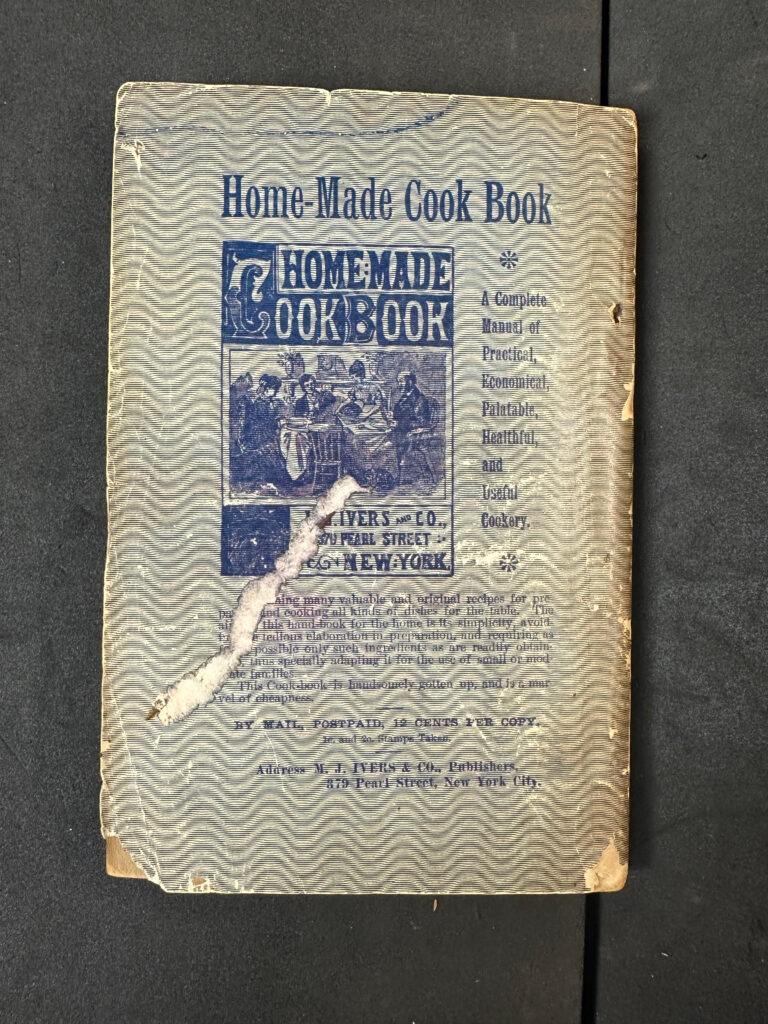 Home-Made Cook Book
HOME-MADE
COOK BOOK
A Complete
Manual of
Practical,
Economical,
Palatable,
Healthful,
and
Useful
Cookery.
IVERS AND CO.,
379 PEARL STREET
NEW-YORK.
many valuable and original recipes for pre
and cooking all kinds of dishes for the table. The
this hand-book for the home is its simplicity, avoid-
tedious elaboration in preparation, and requiring as
possible only such ingredients as are readily obtain-
thus specially adapting it for the use of small or mod
ate families.
This Cook-book is handsomely gotten up, and is a mar
vel of cheapness.
BY MAIL, POSTPAID, 12 CENTS PER COPY.
1c. and 2c. Stamps Taken.
Address M. J. IVERS & CO., Publishers,
379 Pearl Street, New York City.